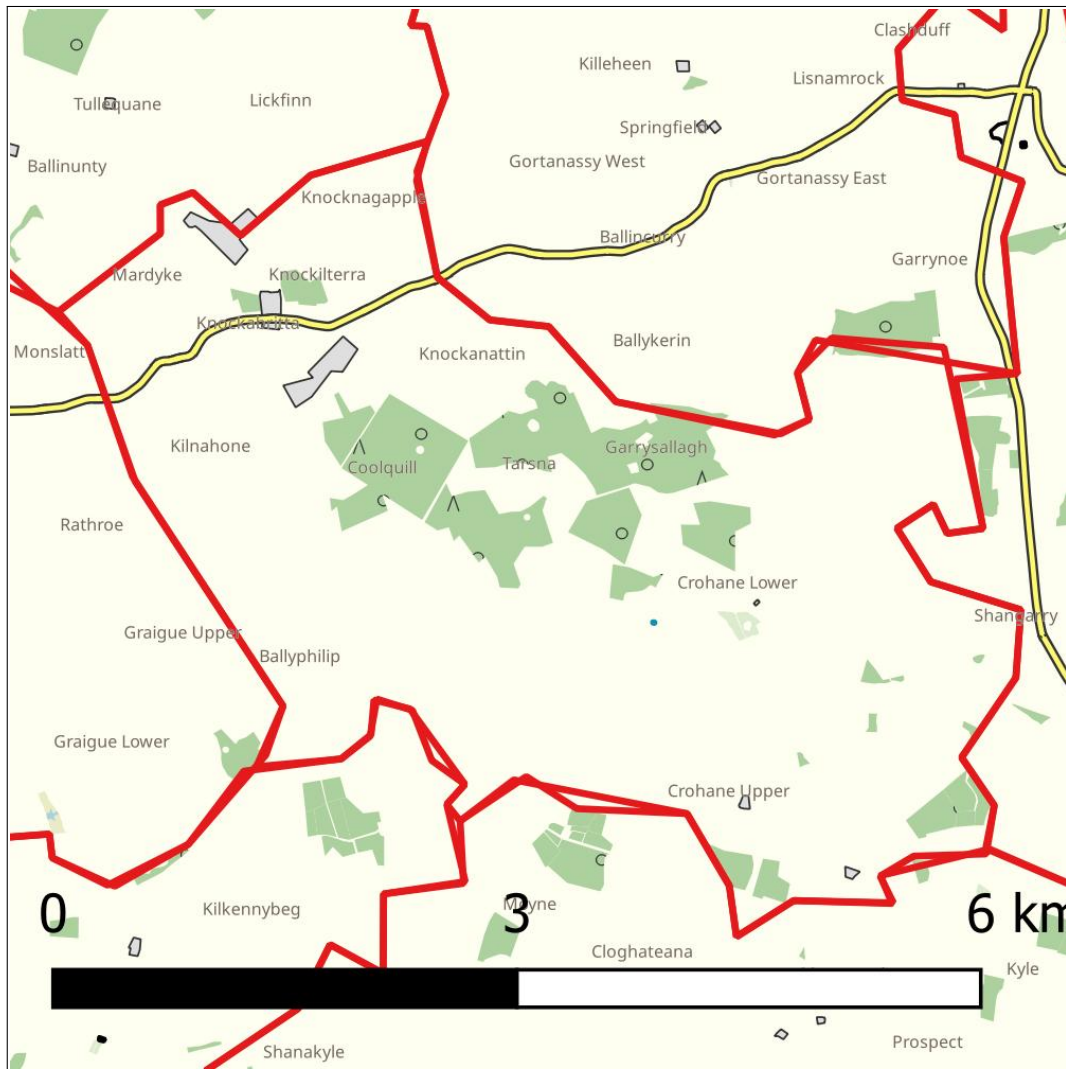 Clashduff
Killeheen
Lisnamrock
Tullequane
Lickfinn
Springfield
Ballinunty
Gortanassy West
Gortanassy East
Knocknagapple
Ballincurry
Garrynoe
Mardyke
Knockilterra
Knockabritta
Ballykerin
Monslatt
Knockanattin
Kilnahone
Garrysallagh
Coolquill
Tarsna
Rathroe
Crohane Lower
Shangarry
Graigue Upper
Ballyphilip
Graigue Lower
Crohane Upper
0 3 6 km
Kilkennybeg
Moyne
Cloghateana
Kyle
Prospect
Shanakyle